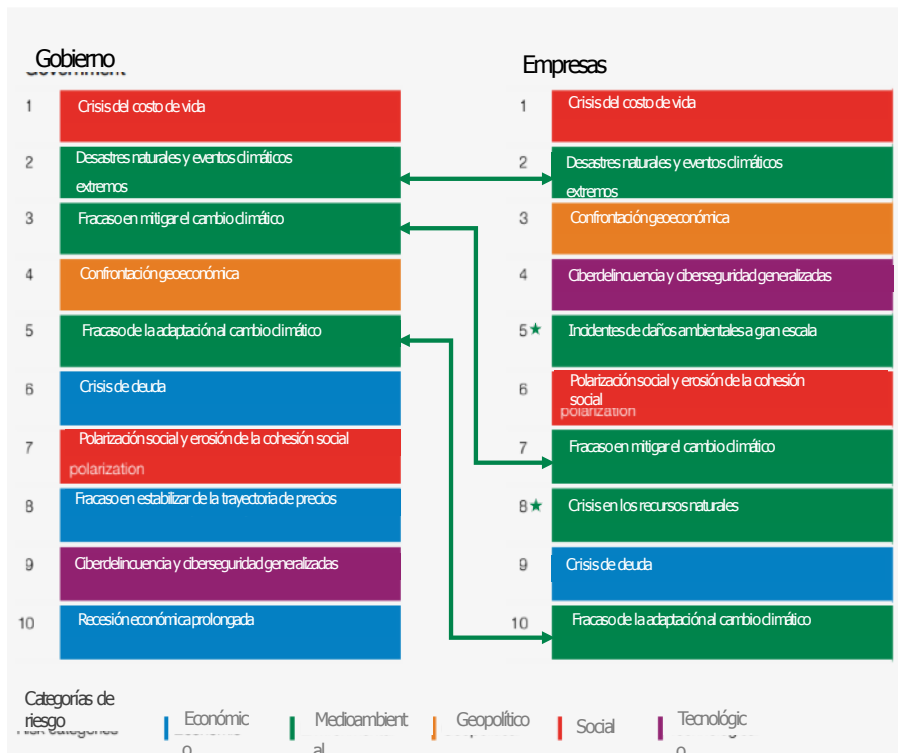 Gobierno
Government
1 Crisis del costo de vida
2 Desastres naturales y eventos climáticos
extremos
3 Fracaso en mitigar el cambio climático
4 Confrontación geoeconómica
5 Fracaso de la adaptación al cambio climático
6 Crisis de deuda
7 Polarización social y erosión de la cohesión social
polarization
8 Fracaso en estabilizar de la trayectoria de precios
9 Ciberdelincuencia y ciberseguridad generalizadas
10 Recesión económica prolongada
Empresas
1 Crisis del costo de vida
2 Desastres naturales y eventos climáticos
extremos
3 Confrontación geoeconómica
4 Ciberdelincuencia y ciberseguridad generalizadas
5★ Incidentes de daños ambientales a gran escala
6 Polarización social y erosión de la cohesión
social
polarization
7 Fracaso en mitigar el cambio climático
8★ Crisis en los recursos naturales
9 Crisis de deuda
10 Fracaso de la adaptación al cambio climático
Categorías de
riesgo
Risk categories
Económic
o
Medioambient
al
Geopolítico
Social
Tecnológic
o